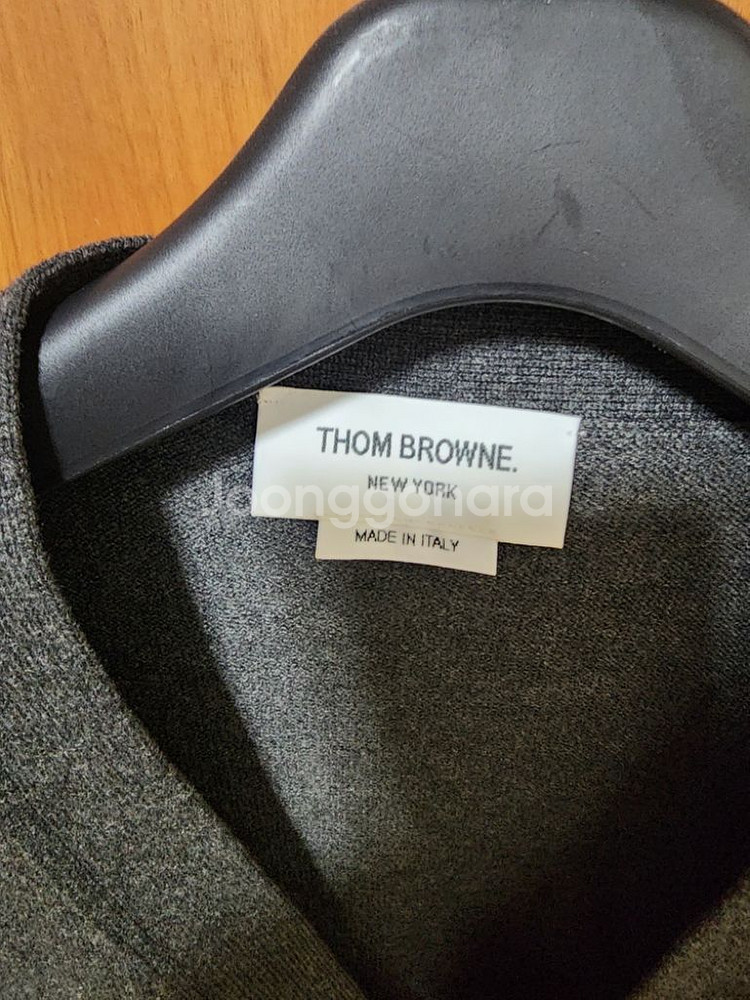 THOM BROWNE.
NEW YORK
Joonggonara
MADE IN ITALY